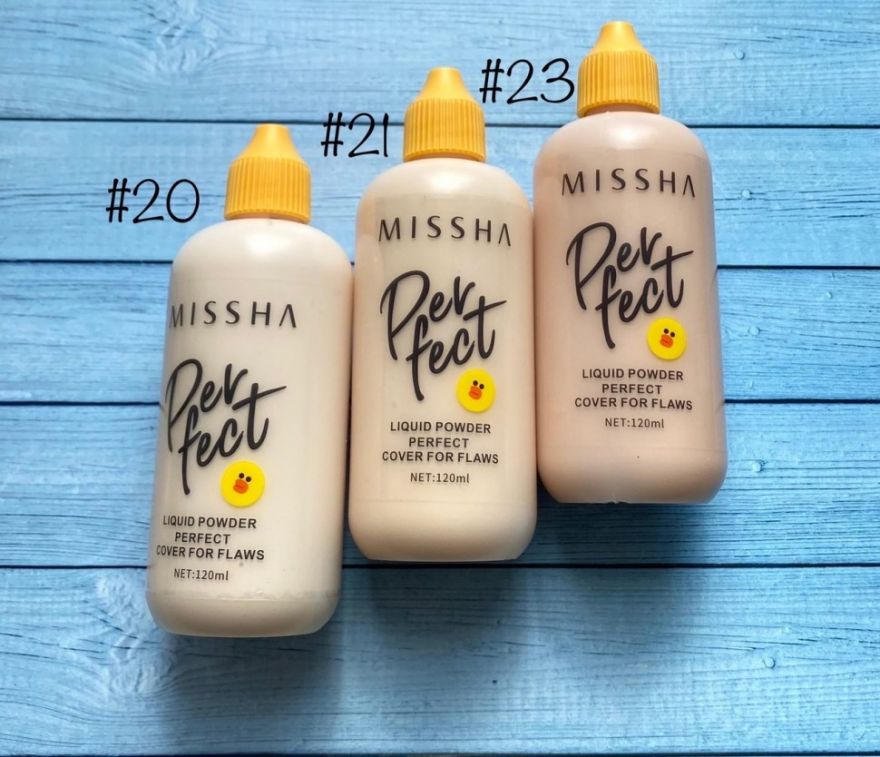 #20
MISSHA
Per
fect
LIQUID POWDER
PERFECT
COVER FOR FLAWS
NET:120ml
#21
MISSHA
Per
fect
LIQUID POWDER
PERFECT
COVER FOR FLAWS
NET:120ml
#23
MISSHA
Per
fect
LIQUID POWDER
PERFECT
COVER FOR FLAWS
NET:120ml